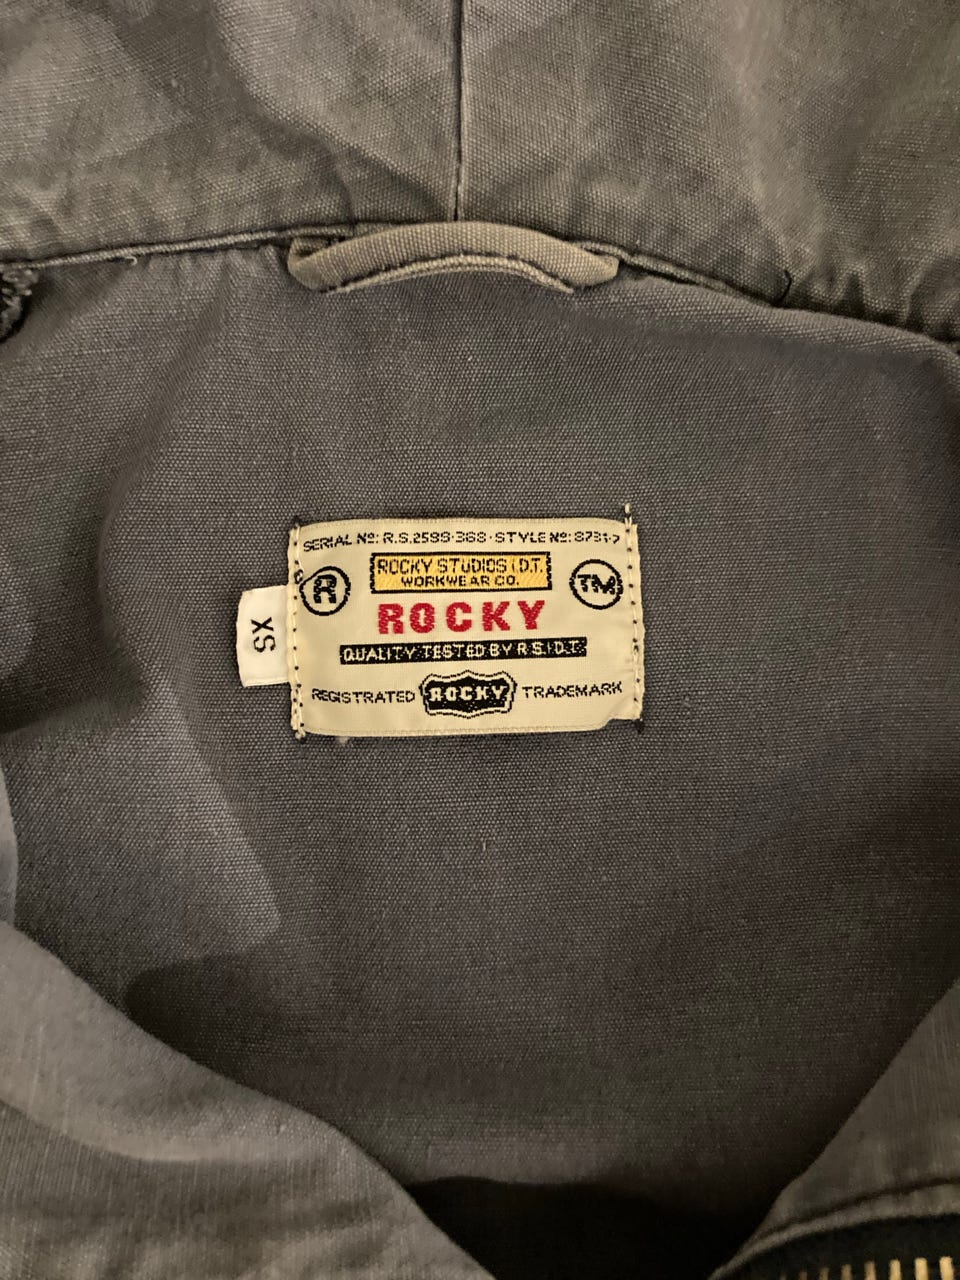 SERIAL Nº: R.S.2589-368 · STYLE Nº: 8731-7
ROCKY STUDIOS I.D.T.
WORKWEAR CO.
R
TM
ROCKY
QUALITY TESTED BY R.S.I.D.T.
REGISTRATED ROCKY TRADEMARK
XS